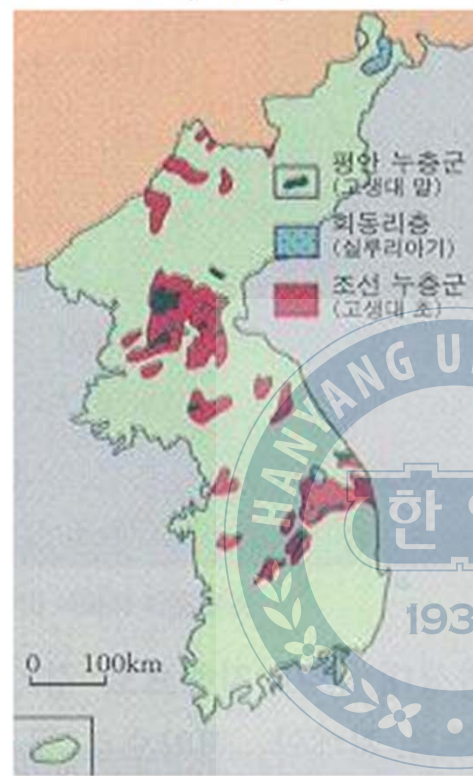 평안 누층군
(고생대 말)
회동리층
(실루리아기)
조선 누층군
(고생대 초)
HANYANG U
한
193
0 100km